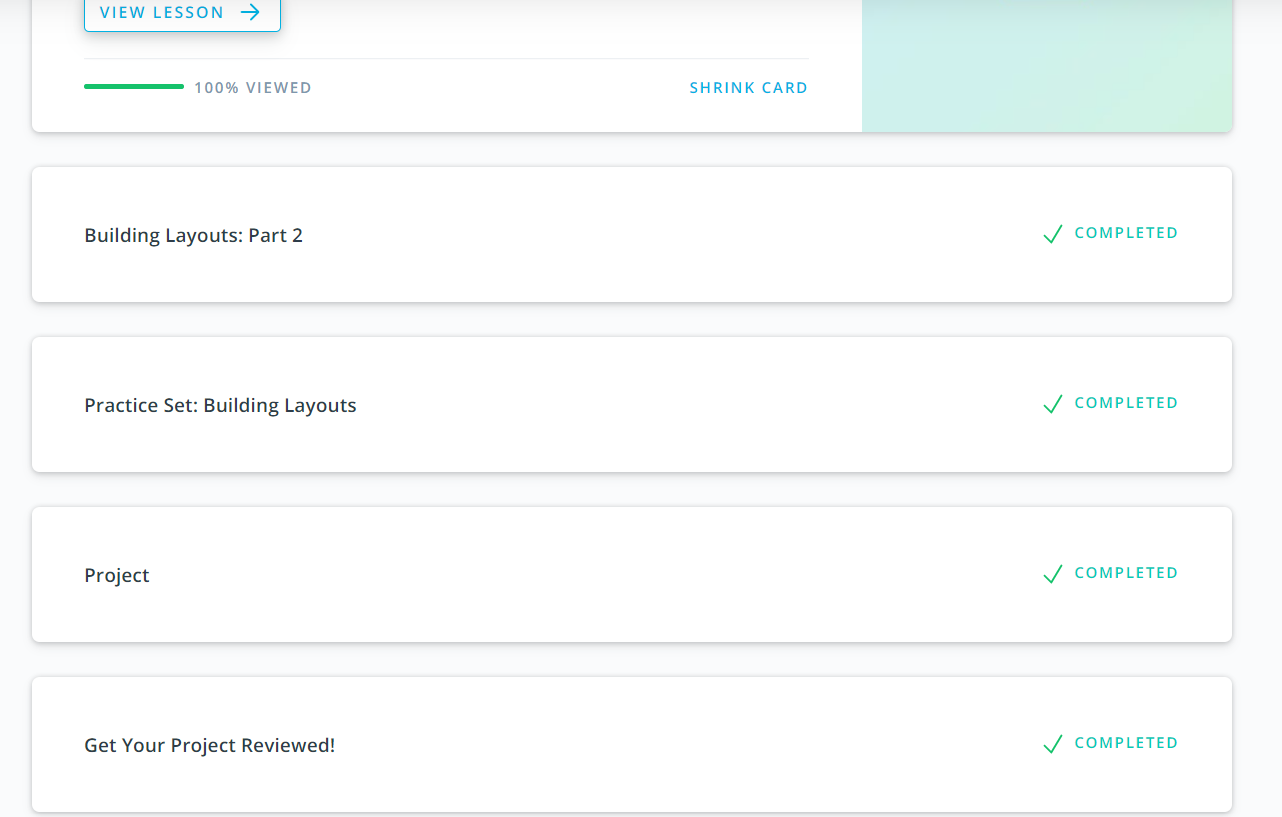 VIEW LESSON
100% VIEWED SHRINK CARD
Building Layouts: Part 2 COMPLETED
Practice Set: Building Layouts COMPLETED
Project COMPLETED
Get Your Project Reviewed! COMPLETED